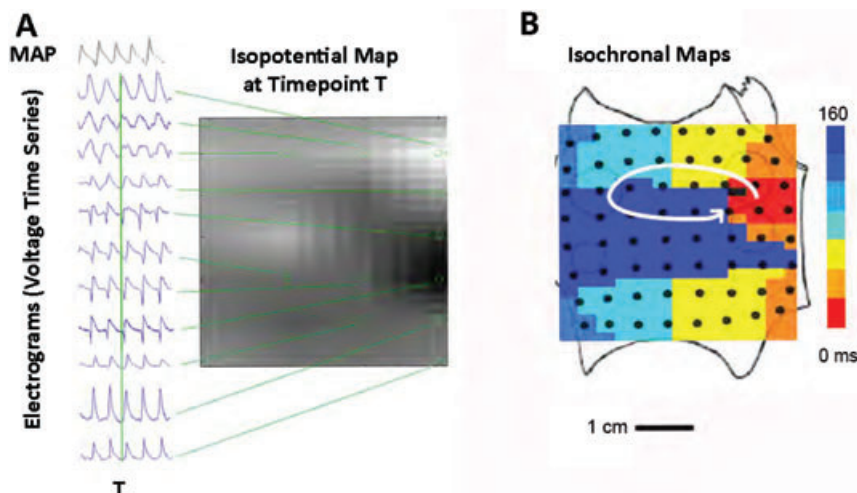 A
MAP
Electrograms (Voltage Time Series)
T
Isopotential Map
at Timepoint T
B
Isochronal Maps
160
0 ms
1 cm